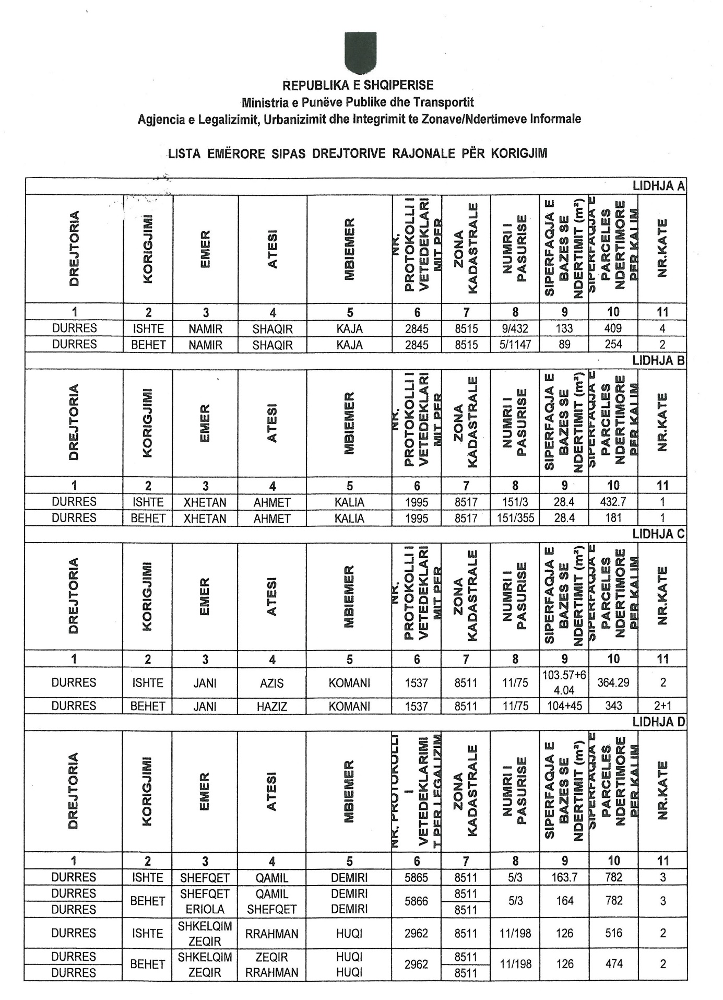 REPUBLIKA E SHQIPERISE
Ministria e Punëve Publike dhe Transportit
Agjencia e Legalizimit, Urbanizimit dhe Integrimit te Zonave/Ndertimeve Informale
LISTA EMËRORE SIPAS DREJTORIVE RAJONALE PËR KORIGJIM
LIDHJA A
DREJTORIA KORIGJIMI EMER ATESI MBIEMER NR. PROTOKOLLI I VETEDEKLARI MIT PER ZONA KADASTRALE NUMRI I PASURISE SIPERFAQJA E BAZES SE NDERTIMIT (m²) SIPERFAQJA E PARCELES NDERTIMORE PER KALIM NR.KATE
1 2 3 4 5 6 7 8 9 10 11
DURRES ISHTE NAMIR SHAQIR KAJA 2845 8515 9/432 133 409 4
DURRES BEHET NAMIR SHAQIR KAJA 2845 8515 5/1147 89 254 2
LIDHJA B
DREJTORIA KORIGJIMI EMER ATESI MBIEMER NR. PROTOKOLLI I VETEDEKLARI MIT PER ZONA KADASTRALE NUMRI I PASURISE SIPERFAQJA E BAZES SE NDERTIMIT (m²) SIPERFAQJA E PARCELES NDERTIMORE PER KALIM NR.KATE
1 2 3 4 5 6 7 8 9 10 11
DURRES ISHTE XHETAN AHMET KALIA 1995 8517 151/3 28.4 432.7 1
DURRES BEHET XHETAN AHMET KALIA 1995 8517 151/355 28.4 181 1
LIDHJA C
DREJTORIA KORIGJIMI EMER ATESI MBIEMER NR. PROTOKOLLI I VETEDEKLARI MIT PER ZONA KADASTRALE NUMRI I PASURISE SIPERFAQJA E BAZES SE NDERTIMIT (m²) SIPERFAQJA E PARCELES NDERTIMORE PER KALIM NR.KATE
1 2 3 4 5 6 7 8 9 10 11
DURRES ISHTE JANI AZIS KOMANI 1537 8511 11/75 103.57+6 4.04 364.29 2
DURRES BEHET JANI HAZIZ KOMANI 1537 8511 11/75 104+45 343 2+1
LIDHJA D
DREJTORIA KORIGJIMI EMER ATESI MBIEMER NR. PROTOKOLLI I VETEDEKLARIMI T PER LEGALIZIM ZONA KADASTRALE NUMRI I PASURISE SIPERFAQJA E BAZES SE NDERTIMIT (m²) SIPERFAQJA E PARCELES NDERTIMORE PER KALIM NR.KATE
1 2 3 4 5 6 7 8 9 10 11
DURRES ISHTE SHEFQET QAMIL DEMIRI 5865 8511 5/3 163.7 782 3
DURRES SHEFQET QAMIL DEMIRI 8511
BEHET 5866 5/3 164 782 3
DURRES ERIOLA SHEFQET DEMIRI 8511
SHKELQIM
DURRES ISHTE RRAHMAN HUQI 2962 8511 11/198 126 516 2
ZEQIR
DURRES SHKELQIM ZEQIR HUQI 8511
BEHET 2962 11/198 126 474 2
DURRES ZEQIR RRAHMAN HUQI 8511